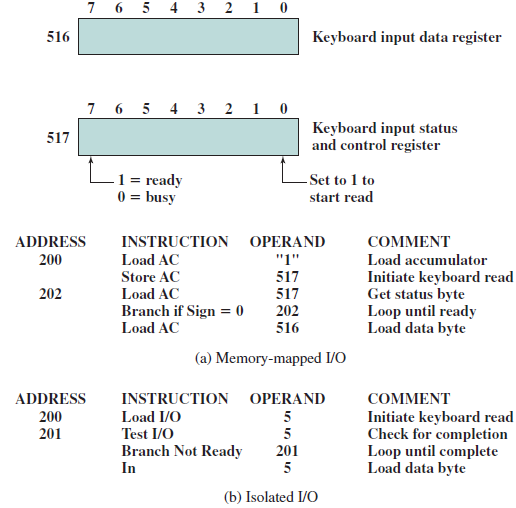 7 6 5 4 3 2 1 0
516 Keyboard input data register
7 6 5 4 3 2 1 0
517 Keyboard input status
and control register
1 = ready
0 = busy
Set to 1 to
start read
ADDRESS INSTRUCTION OPERAND COMMENT
200 Load AC "1" Load accumulator
Store AC 517 Initiate keyboard read
202 Load AC 517 Get status byte
Branch if Sign = 0 202 Loop until ready
Load AC 516 Load data byte
(a) Memory-mapped I/O
ADDRESS INSTRUCTION OPERAND COMMENT
200 Load I/O 5 Initiate keyboard read
201 Test I/O 5 Check for completion
Branch Not Ready 201 Loop until complete
In 5 Load data byte
(b) Isolated I/O